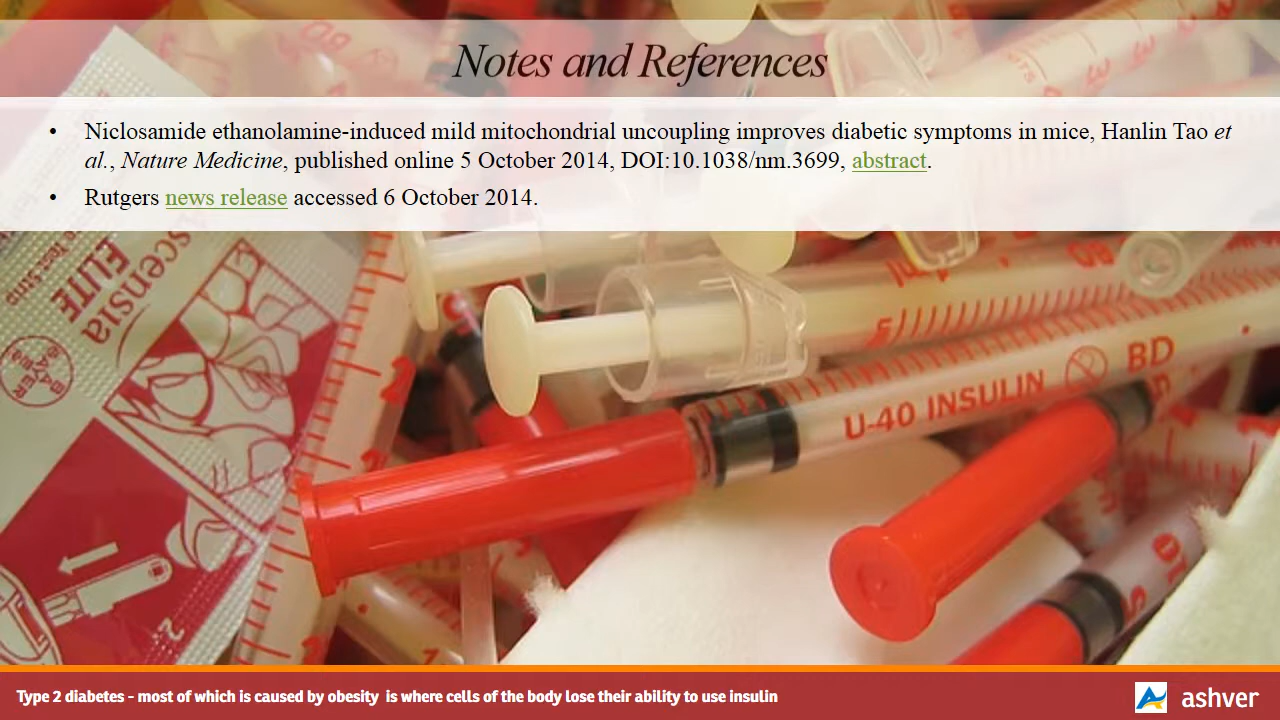 Notes and References
• Niclosamide ethanolamine-induced mild mitochondrial uncoupling improves diabetic symptoms in mice, Hanlin Tao et
al., Nature Medicine, published online 5 October 2014, DOI:10.1038/nm.3699, abstract.
• Rutgers news release accessed 6 October 2014.
Ascensia
ELITE
BAYER
BD
U-40 INSULIN
Type 2 diabetes - most of which is caused by obesity is where cells of the body lose their ability to use insulin
ashver